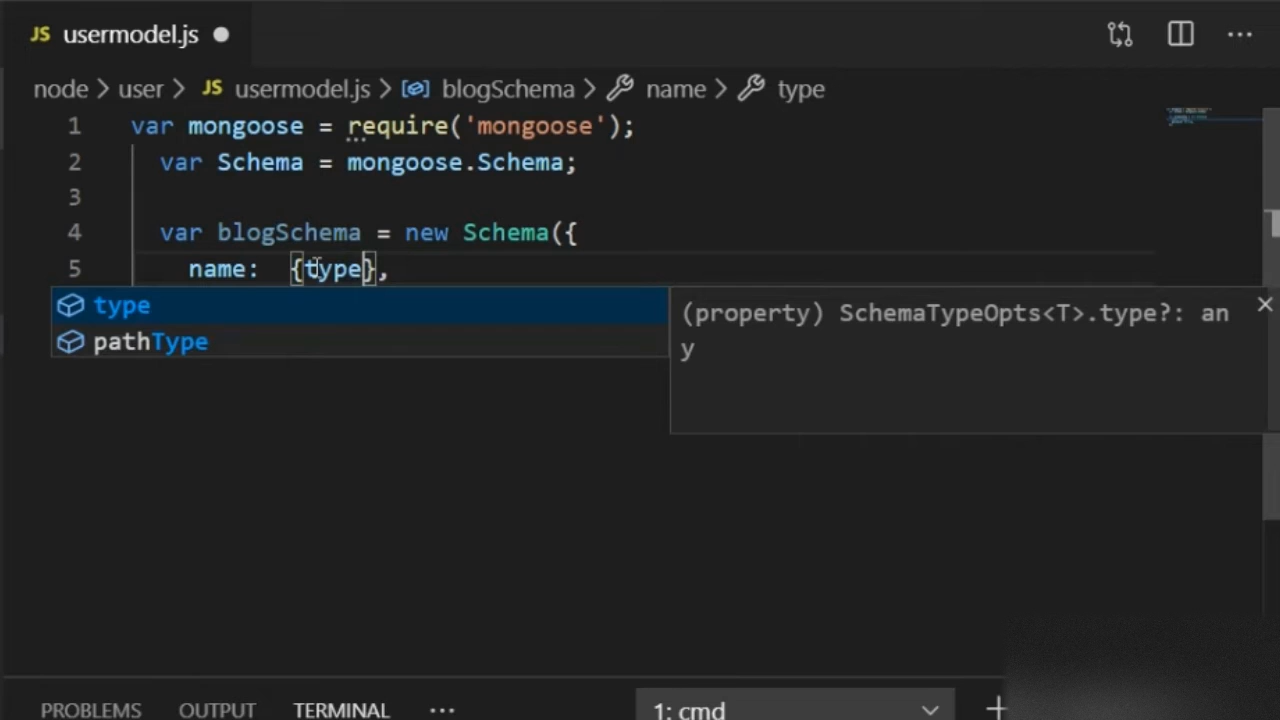 JS usermodel.js
node > user > JS usermodel.js > blogSchema > name > type
1 var mongoose = require('mongoose');
2 var Schema = mongoose.Schema;
3
4 var blogSchema = new Schema({
5 name: {type},
type
pathType
(property) SchemaTypeOpts<T>.type?: an
y
PROBLEMS OUTPUT TERMINAL ... 1: cmd